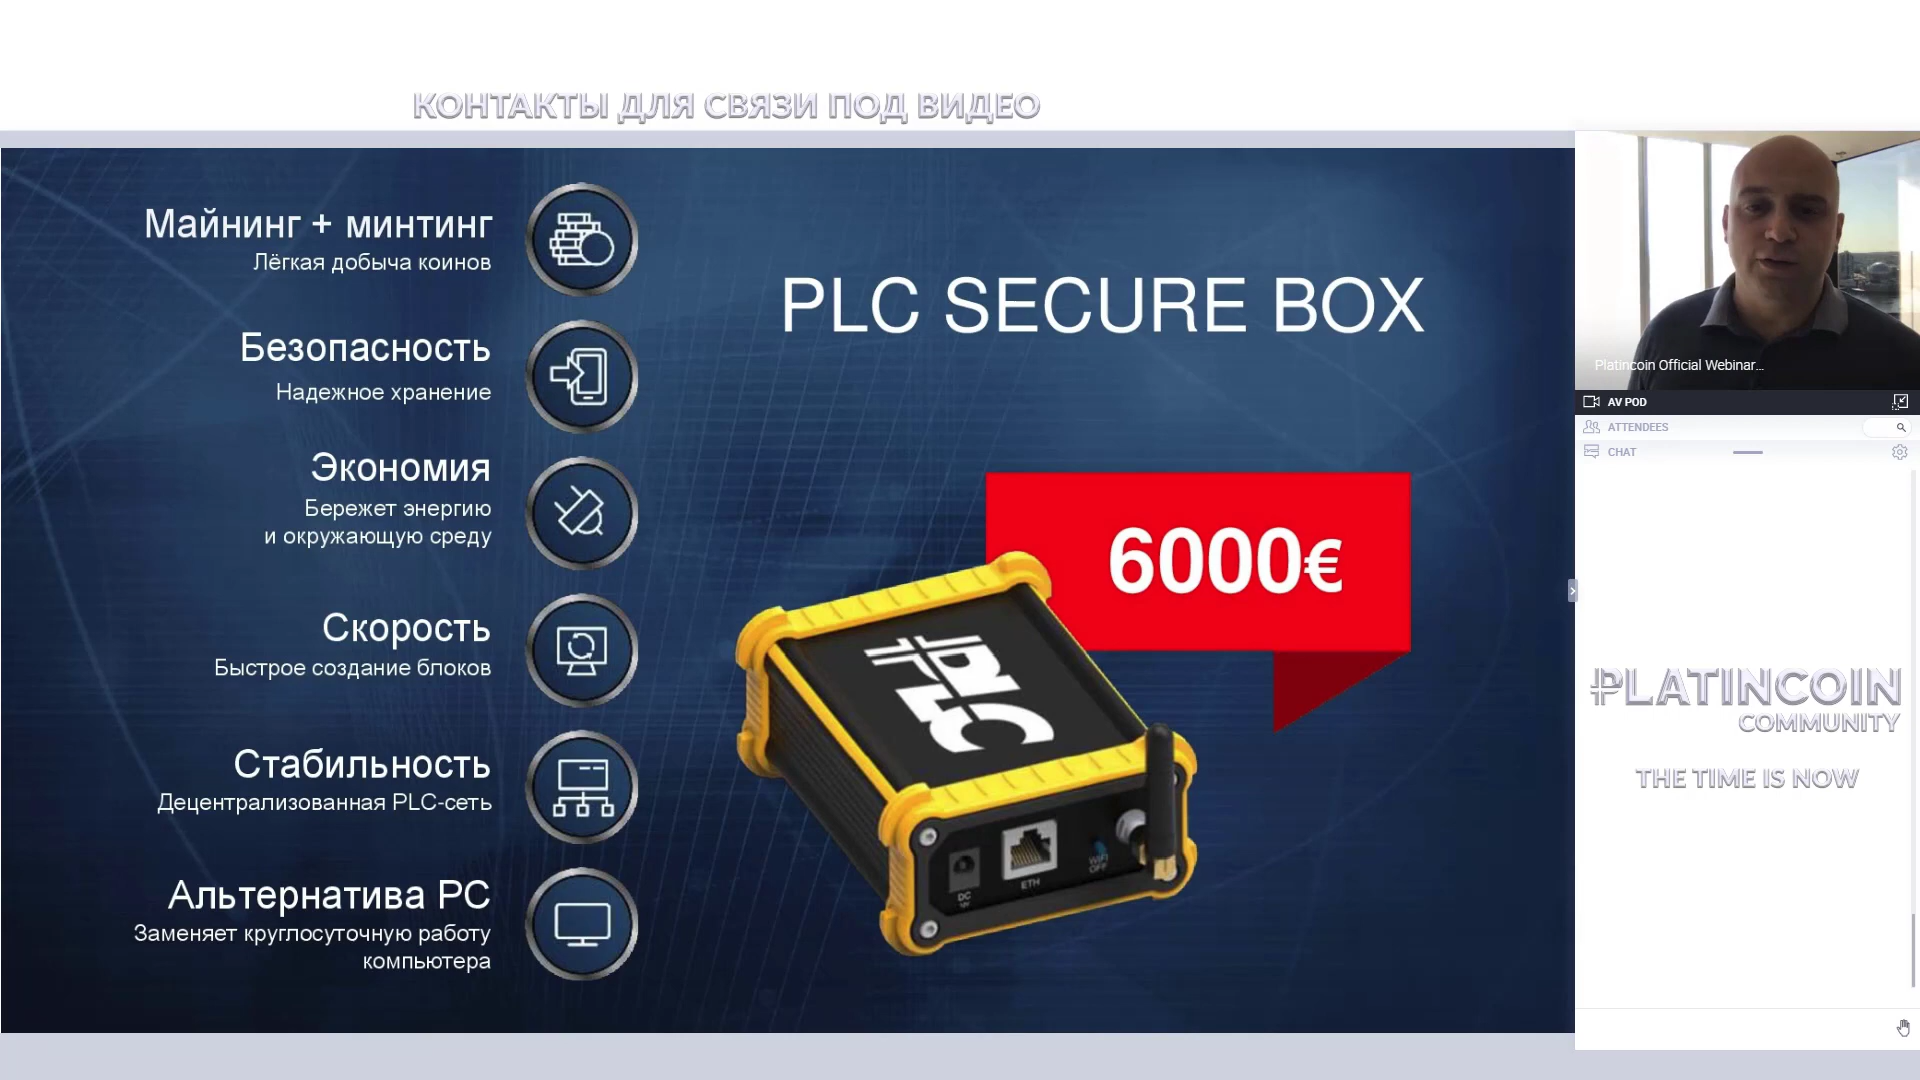 КОНТАКТЫ ДЛЯ СВЯЗИ ПОД ВИДЕО
Майнинг + минтинг
Лёгкая добыча коинов
Безопасность
Надежное хранение
Экономия
Бережет энергию
и окружающую среду
Скорость
Быстрое создание блоков
Стабильность
Децентрализованная PLC-сеть
Альтернатива PC
Заменяет круглосуточную работу
компьютера
PLC SECURE BOX
6000€
PLC
DC
ETH
WIFI
OFF
Platincoin Official Webinar...
AV POD
ATTENDEES
CHAT
PLATINCOIN
COMMUNITY
THE TIME IS NOW